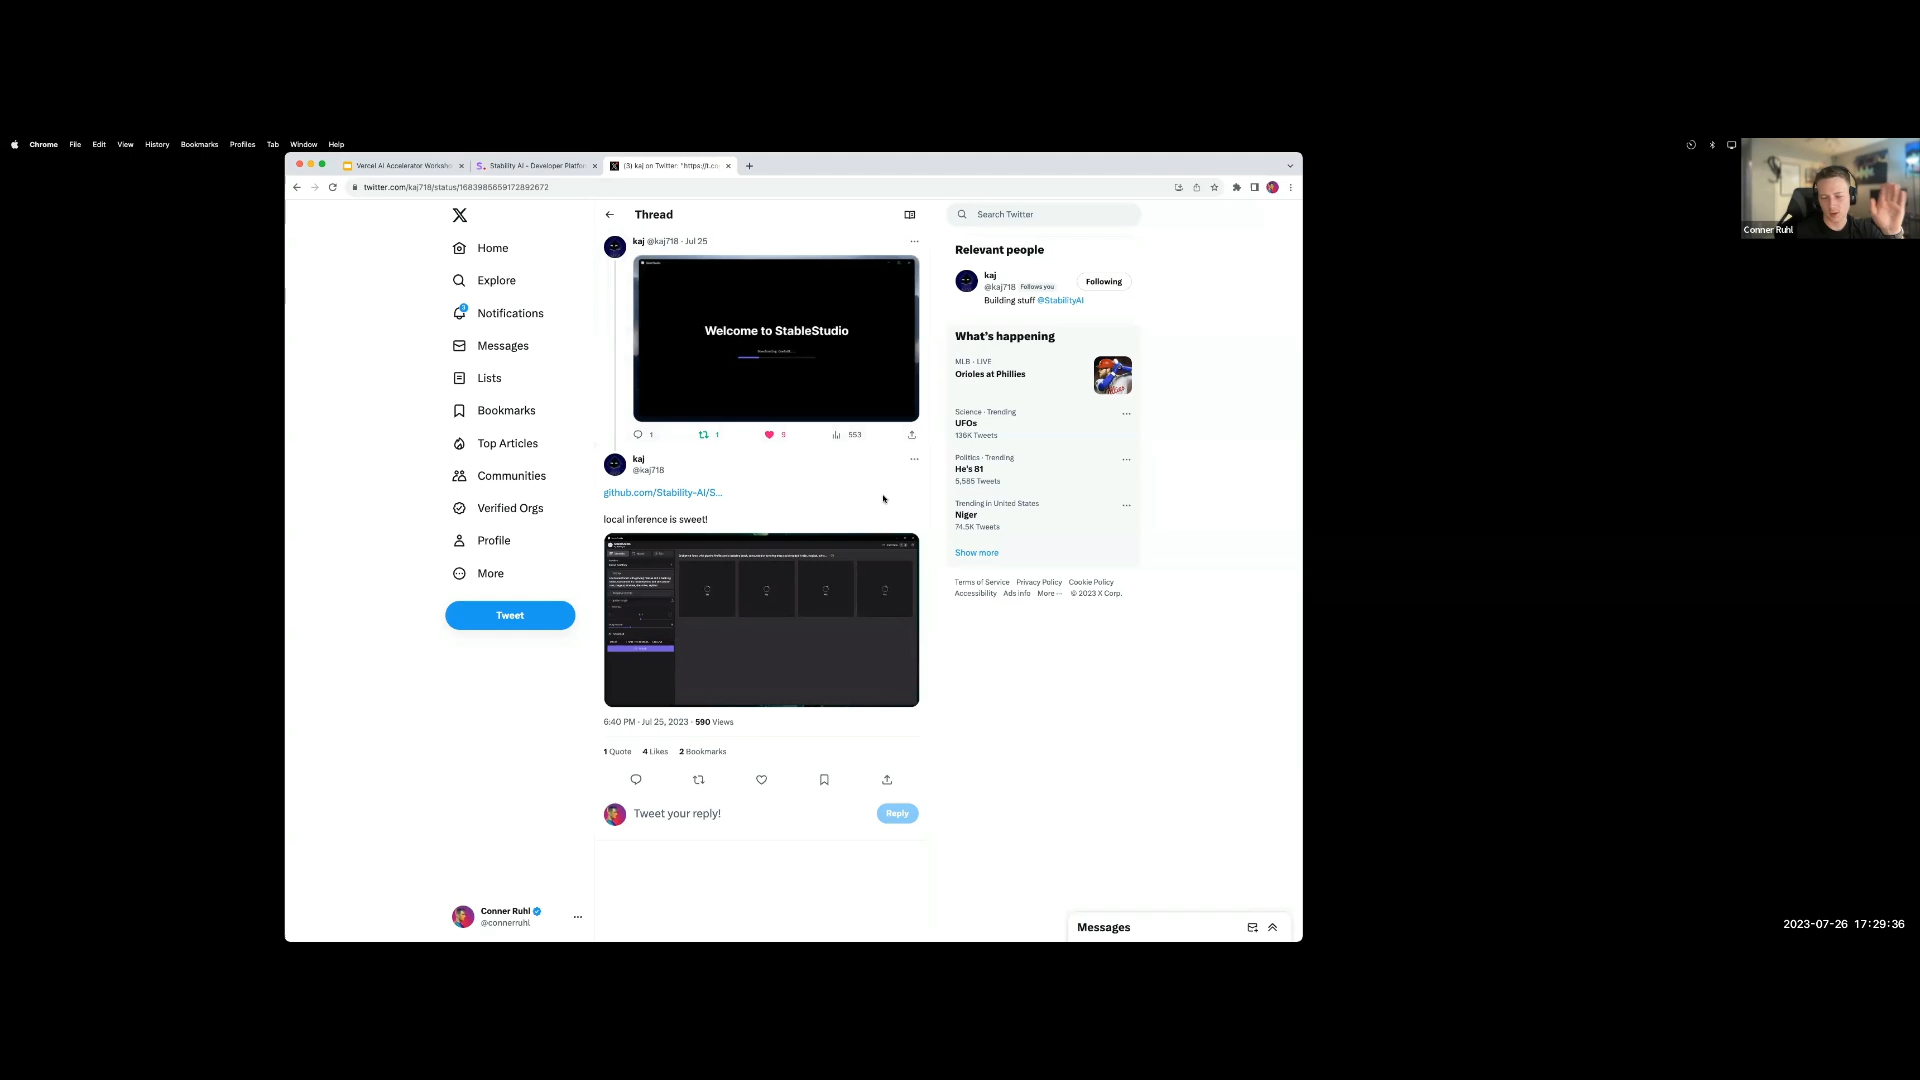 Chrome File Edit View History Bookmarks Profiles Tab Window Help
Vercel AI Accelerator Worksho
Stability AI - Developer Platfor
(3) kaj on Twitter: "https://t.co
twitter.com/kaj718/status/1683985659172892672
Conner Ruhl
Home
Explore
3
Notifications
Messages
Lists
Bookmarks
Top Articles
Communities
Verified Orgs
Profile
More
Tweet
Conner Ruhl
@connerruhl
Thread
kaj @kaj718 · Jul 25
Welcome to StableStudio
1 1 9 553
kaj
@kaj718
github.com/Stability-AI/S...
local inference is sweet!
6:40 PM · Jul 25, 2023 · 590 Views
1 Quote 4 Likes 2 Bookmarks
Tweet your reply!
Reply
Search Twitter
Relevant people
kaj
@kaj718 Follows you
Following
Building stuff @StabilityAI
What's happening
MLB · LIVE
Orioles at Phillies
Science · Trending
UFOs
136K Tweets
Politics · Trending
He's 81
5,585 Tweets
Trending in United States
Niger
74.5K Tweets
Show more
Terms of Service Privacy Policy Cookie Policy
Accessibility Ads info More ··· © 2023 X Corp.
Messages
2023-07-26 17:29:36